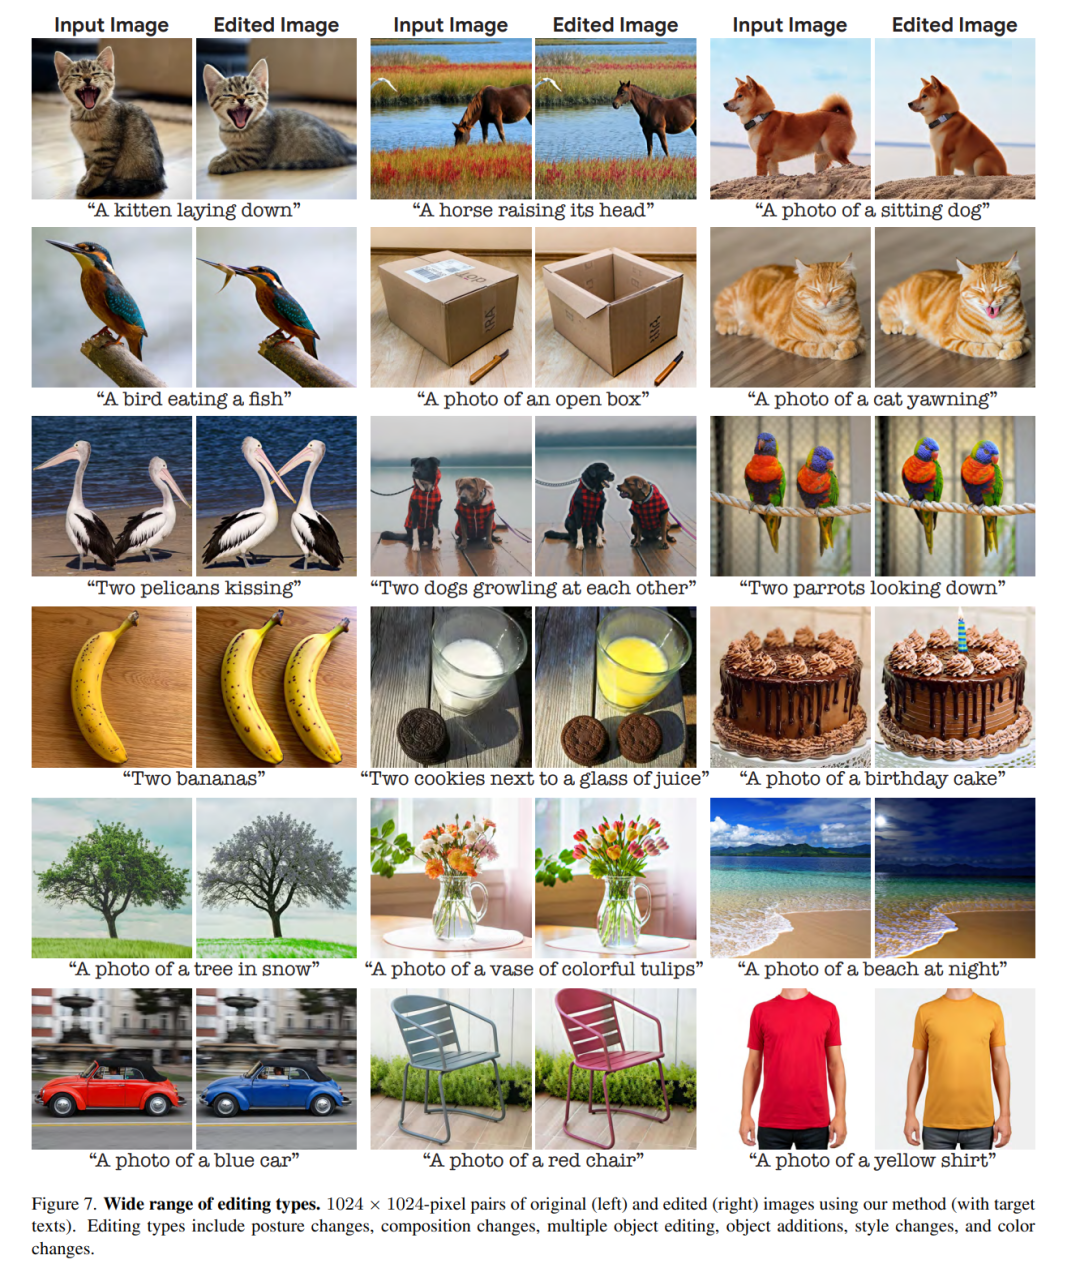 Input Image Edited Image Input Image Edited Image Input Image Edited Image
“A kitten laying down” “A horse raising its head” “A photo of a sitting dog”
“A bird eating a fish” “A photo of an open box” “A photo of a cat yawning”
“Two pelicans kissing” “Two dogs growling at each other” “Two parrots looking down”
“Two bananas” “Two cookies next to a glass of juice” “A photo of a birthday cake”
“A photo of a tree in snow” “A photo of a vase of colorful tulips” “A photo of a beach at night”
“A photo of a blue car” “A photo of a red chair” “A photo of a yellow shirt”
Figure 7. Wide range of editing types. 1024 × 1024-pixel pairs of original (left) and edited (right) images using our method (with target
texts). Editing types include posture changes, composition changes, multiple object editing, object additions, style changes, and color
changes.